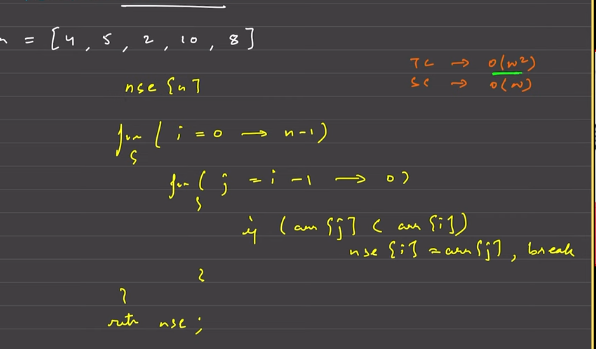 = [4, 5, 2, 10, 8]
TC → O(n²)
SC → O(n)
nse[n]
for (i = 0 → n-1)
{
for (j = i-1 → 0)
{
if (arr[j] < arr[i])
nse[i] = arr[j], break
}
}
return nse;